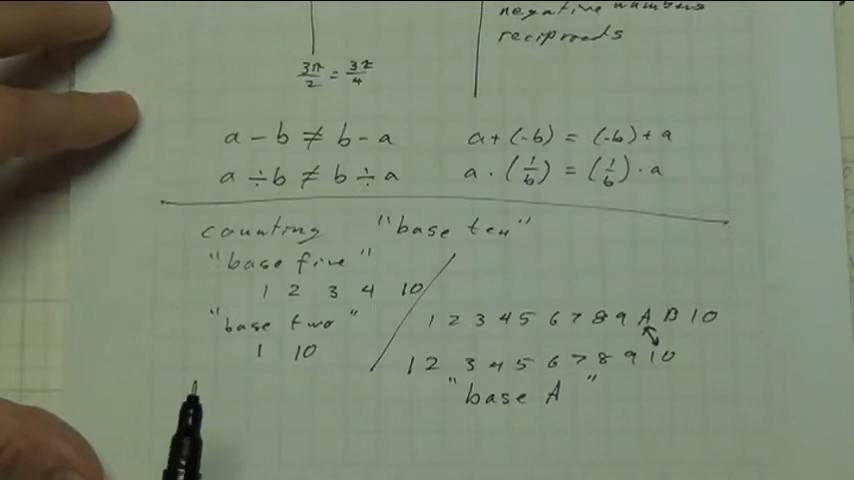 negative numbers
reciprocals
3π/2 = 3τ/4
a - b ≠ b - a
a ÷ b ≠ b ÷ a
a + (-b) = (-b) + a
a · (1/b) = (1/b) · a
counting "base ten"
"base five"
1 2 3 4 10
"base two"
1 10
1 2 3 4 5 6 7 8 9 A B 10
1 2 3 4 5 6 7 8 9 10
"base A"